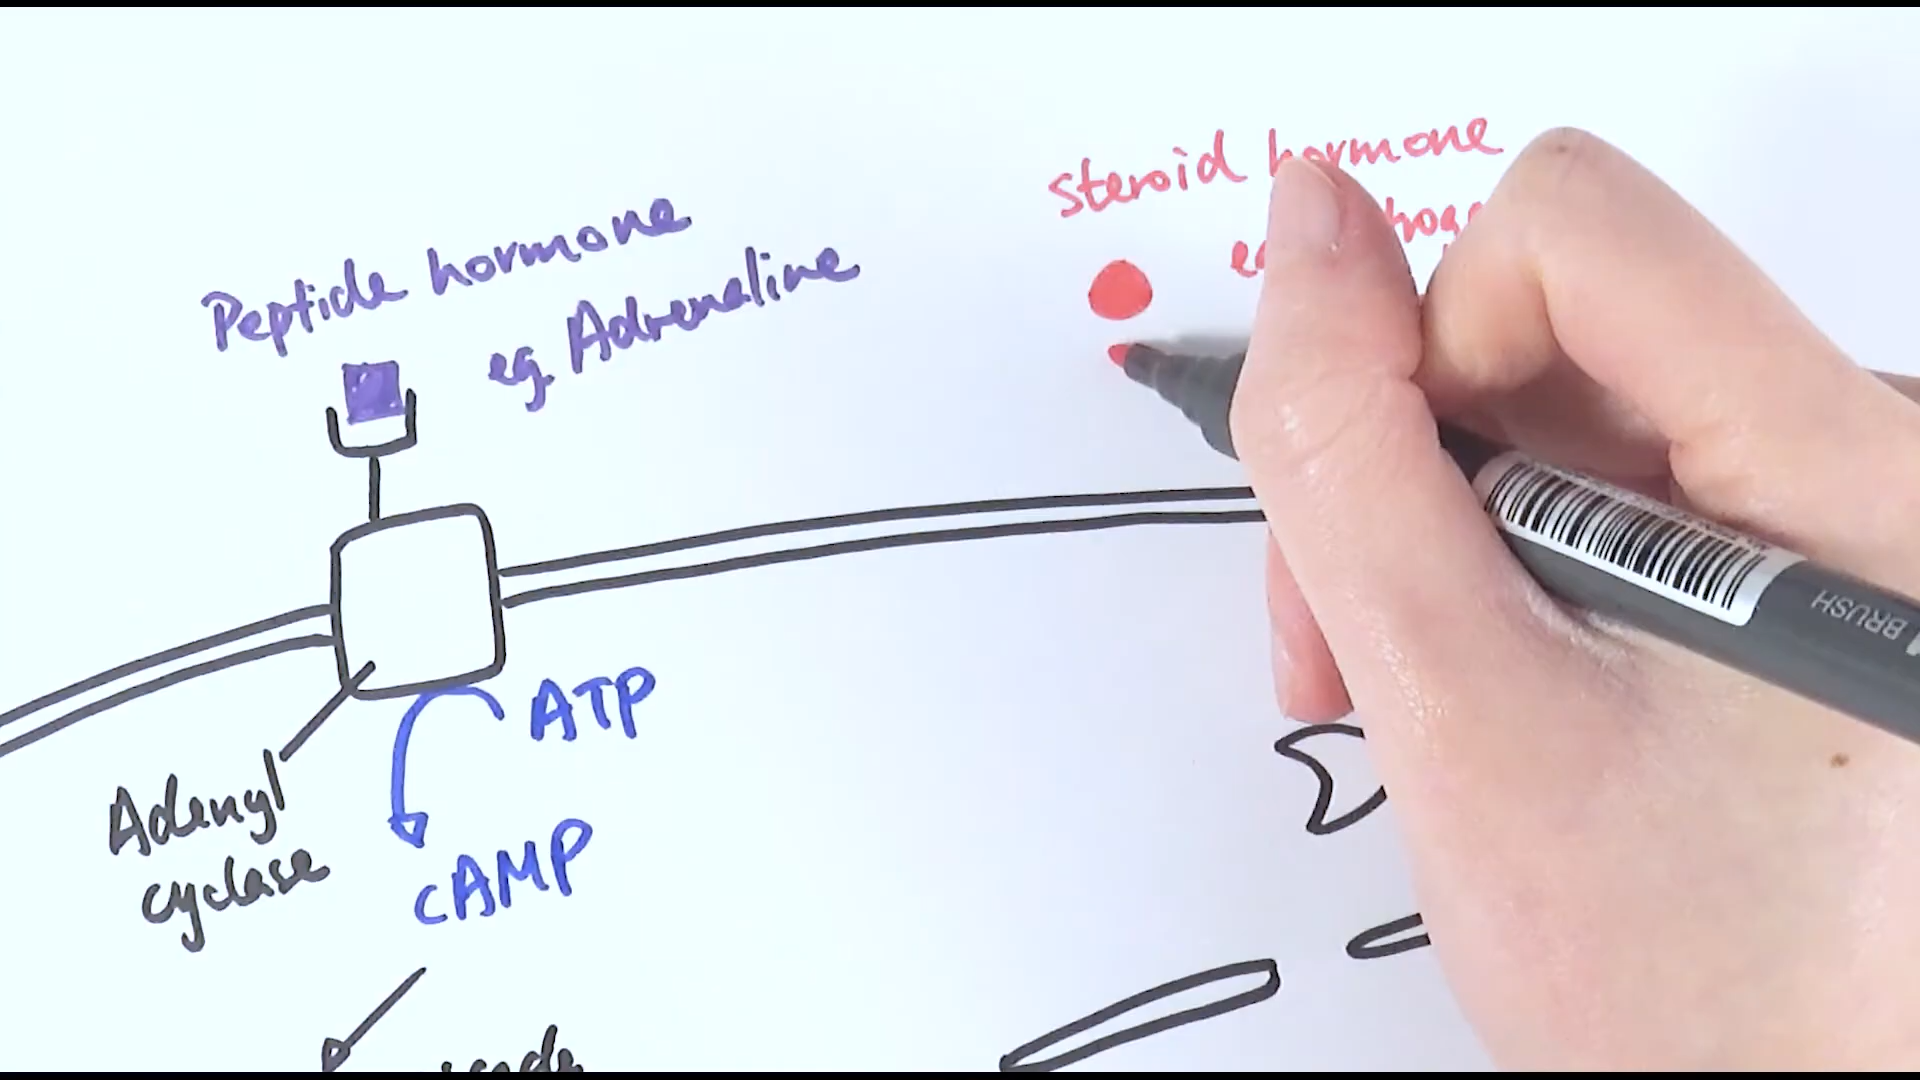 Peptide hormone
eg Adrenaline
Steroid hormone
ATP
cAMP
Adenyl
cyclase
BRUSH